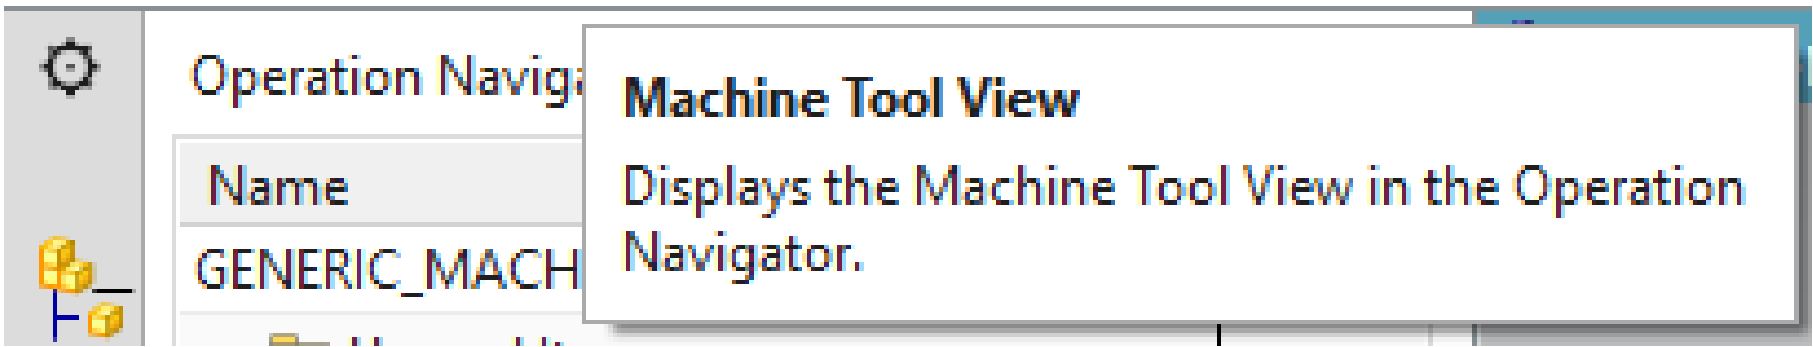 Operation Naviga
Machine Tool View
Name
Displays the Machine Tool View in the Operation
Navigator.
GENERIC_MACH